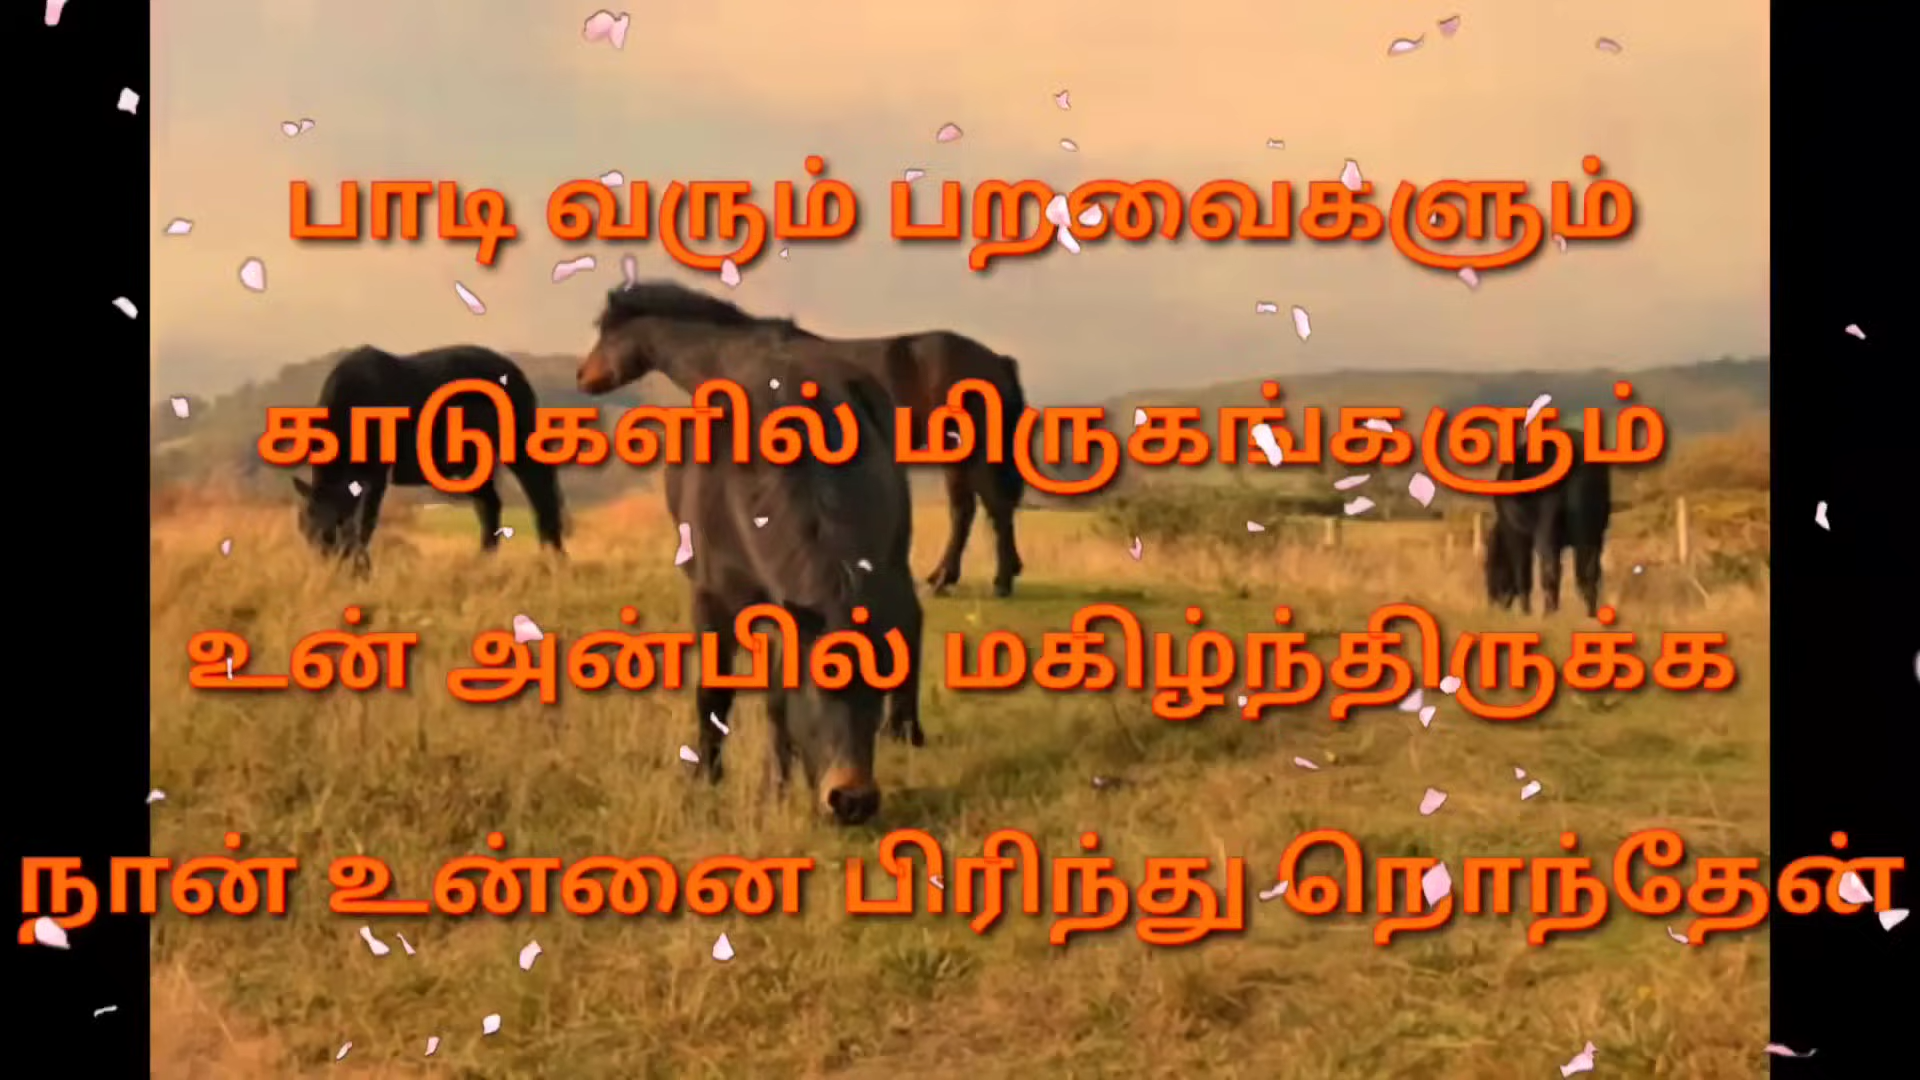 பாடி வரும் பறவைகளும்
காடுகளில் மிருகங்களும்
உன் அன்பில் மகிழ்ந்திருக்க
நான் உன்னை பிரிந்து நொந்தேன்